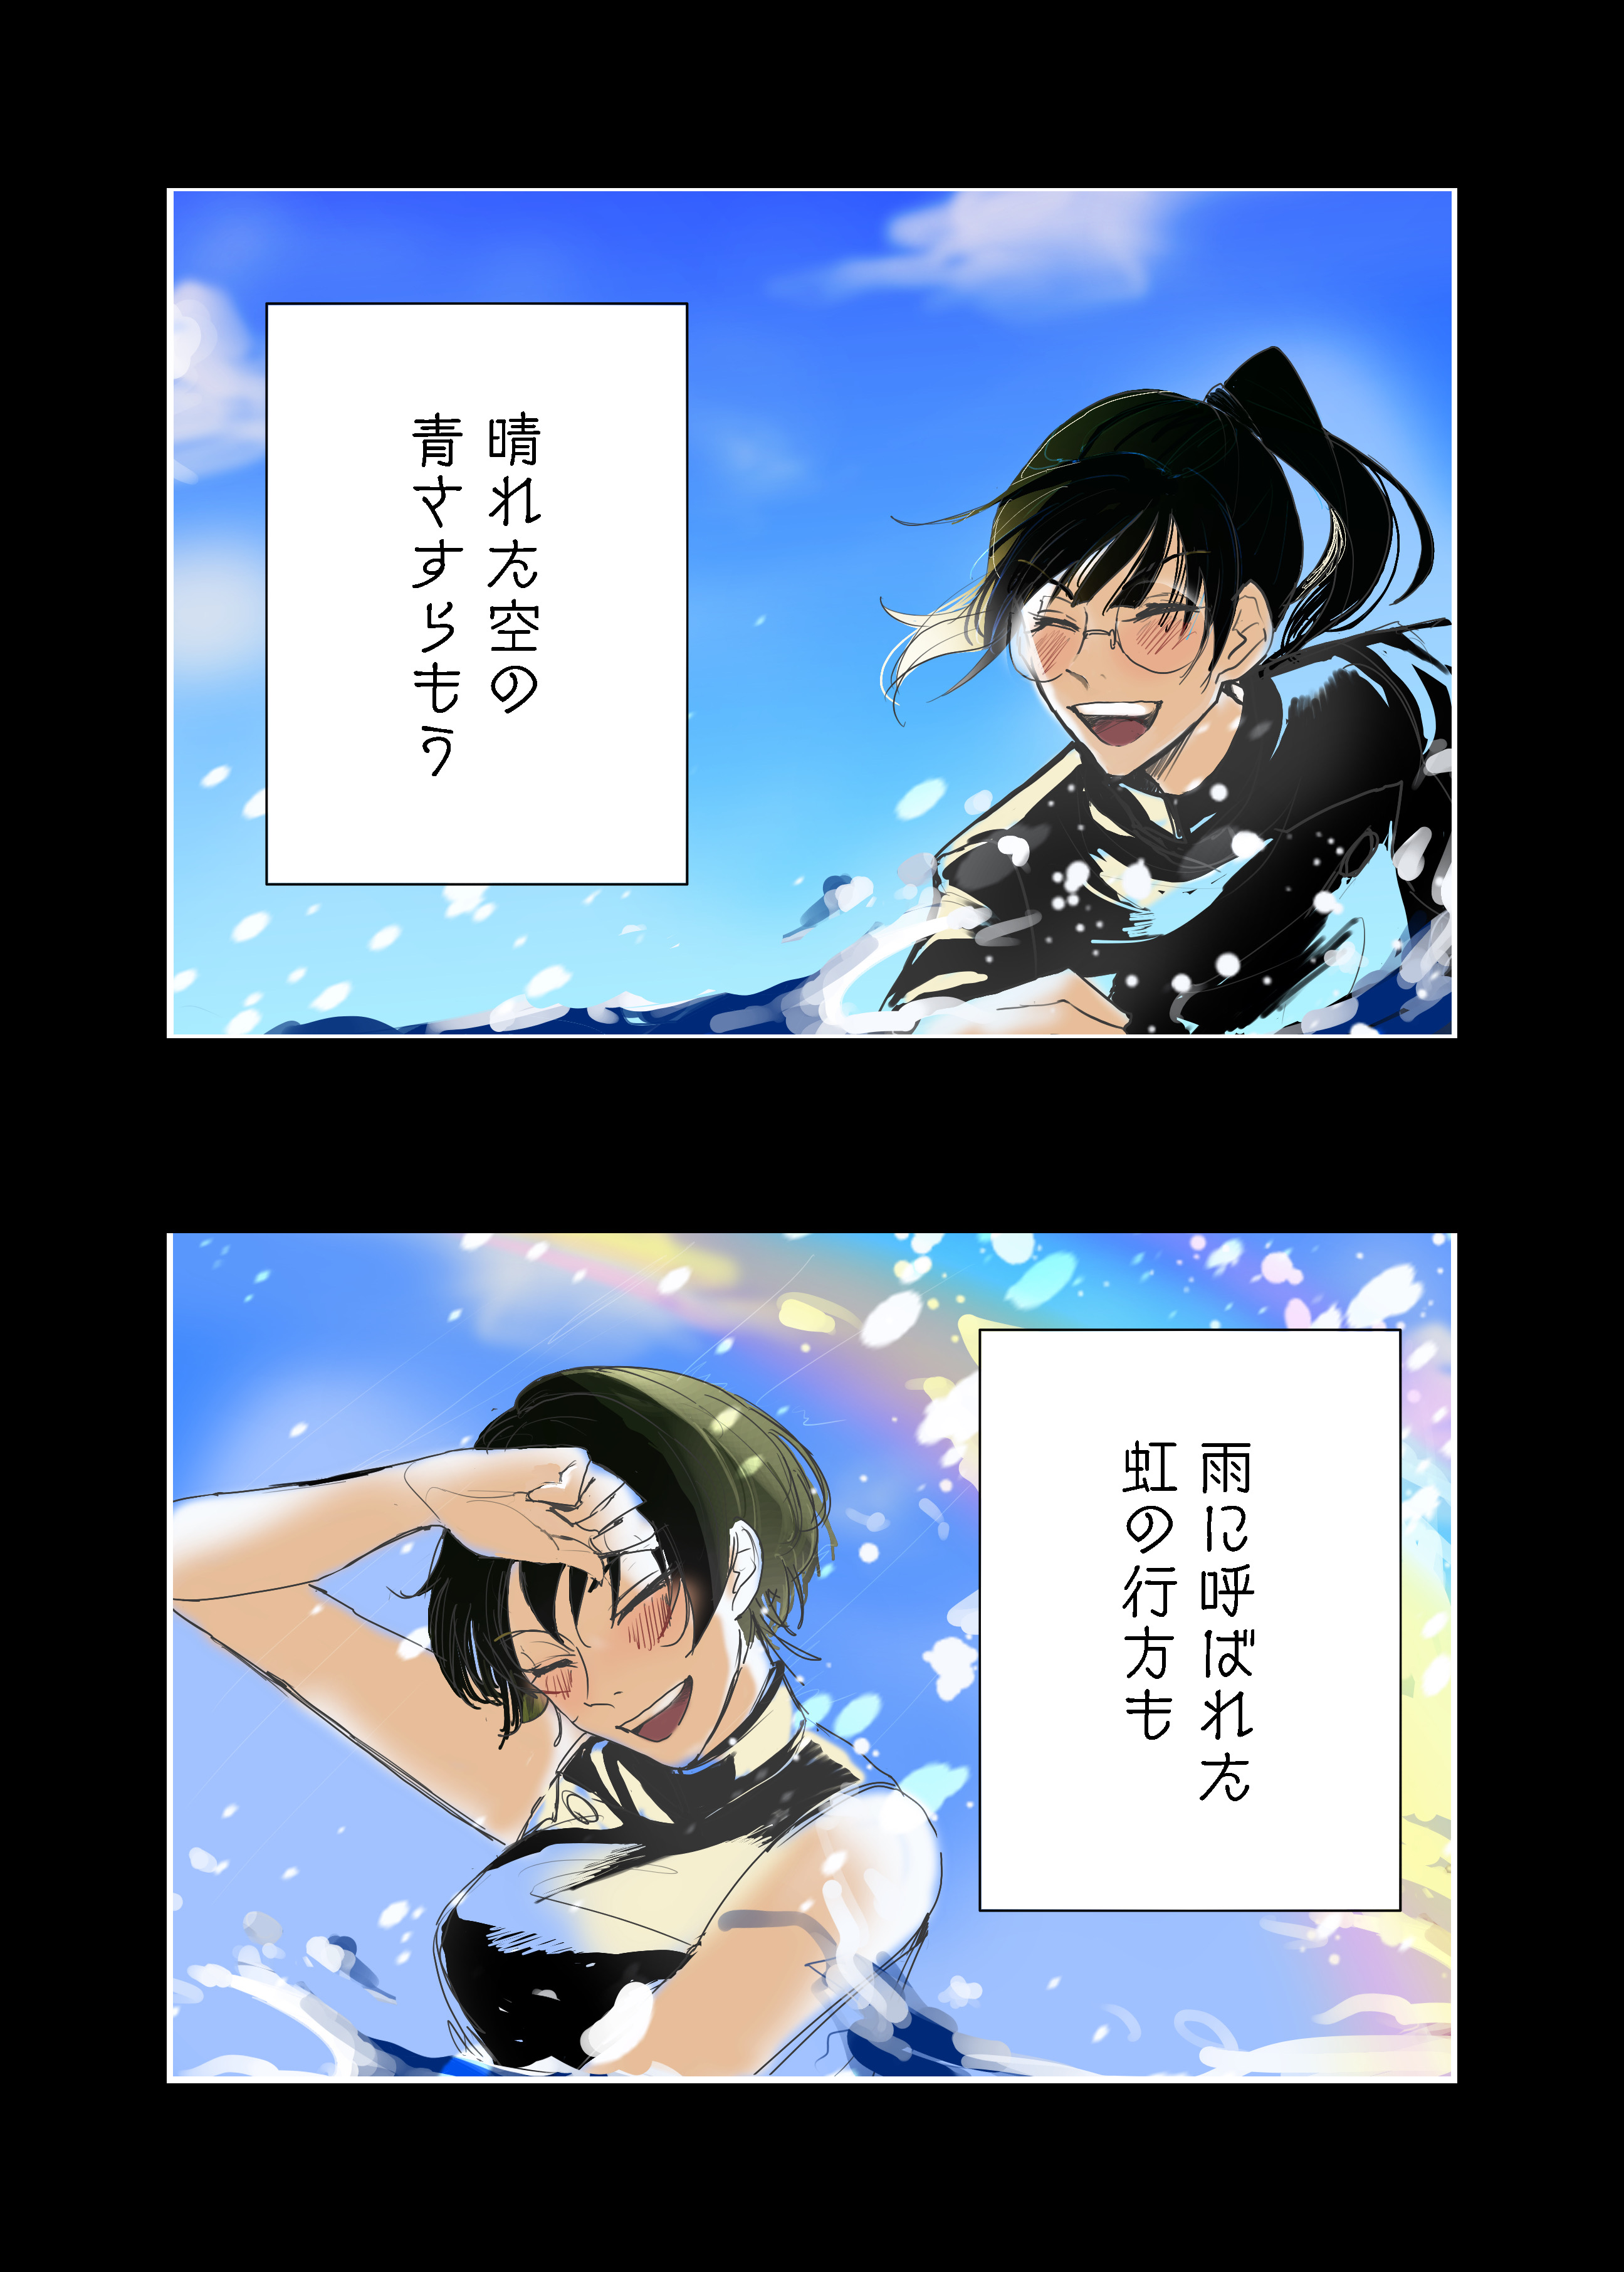 晴れた空の
青さすらもう
雨に呼ばれた
虹の行方も